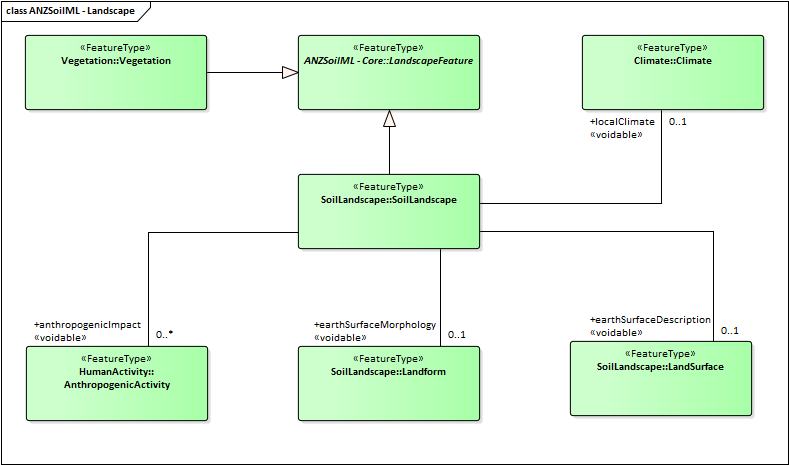 class ANZSoilML - Landscape
«FeatureType»
Vegetation::Vegetation
«FeatureType»
ANZSoilML - Core::LandscapeFeature
«FeatureType»
Climate::Climate
+localClimate
0..1
«voidable»
«FeatureType»
SoilLandscape::SoilLandscape
+anthropogenicImpact
«voidable»
0..*
+earthSurfaceMorphology
«voidable»
0..1
+earthSurfaceDescription
«voidable»
0..1
«FeatureType»
HumanActivity::
AnthropogenicActivity
«FeatureType»
SoilLandscape::Landform
«FeatureType»
SoilLandscape::LandSurface